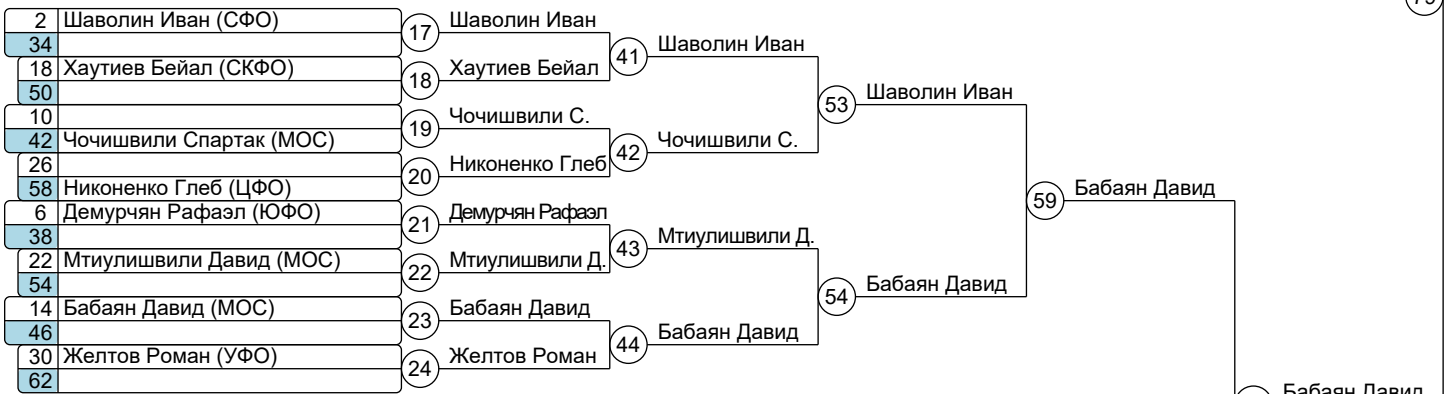 79
2 Шаволин Иван (СФО)
34
17
Шаволин Иван
18 Хаутиев Бейал (СКФО)
50
18
Хаутиев Бейал
41
Шаволин Иван
10
42 Чочишвили Спартак (МОС)
19
Чочишвили С.
26
58 Никоненко Глеб (ЦФО)
20
Никоненко Глеб
42
Чочишвили С.
53
Шаволин Иван
6 Демурчян Рафаэл (ЮФО)
38
21
Демурчян Рафаэл
22 Мтиулишвили Давид (МОС)
54
22
Мтиулишвили Д.
43
Мтиулишвили Д.
14 Бабаян Давид (МОС)
46
23
Бабаян Давид
30 Желтов Роман (УФО)
62
24
Желтов Роман
44
Бабаян Давид
54
Бабаян Давид
59
Бабаян Давид
Бабаян Давид